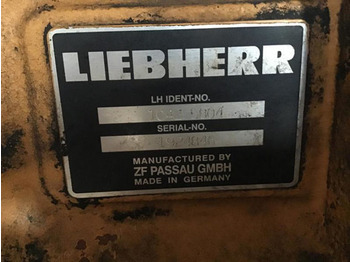 LIEBHERR
LH IDENT-NO.
SERIAL-NO.
MANUFACTURED BY
ZF PASSAU GMBH
MADE IN GERMANY